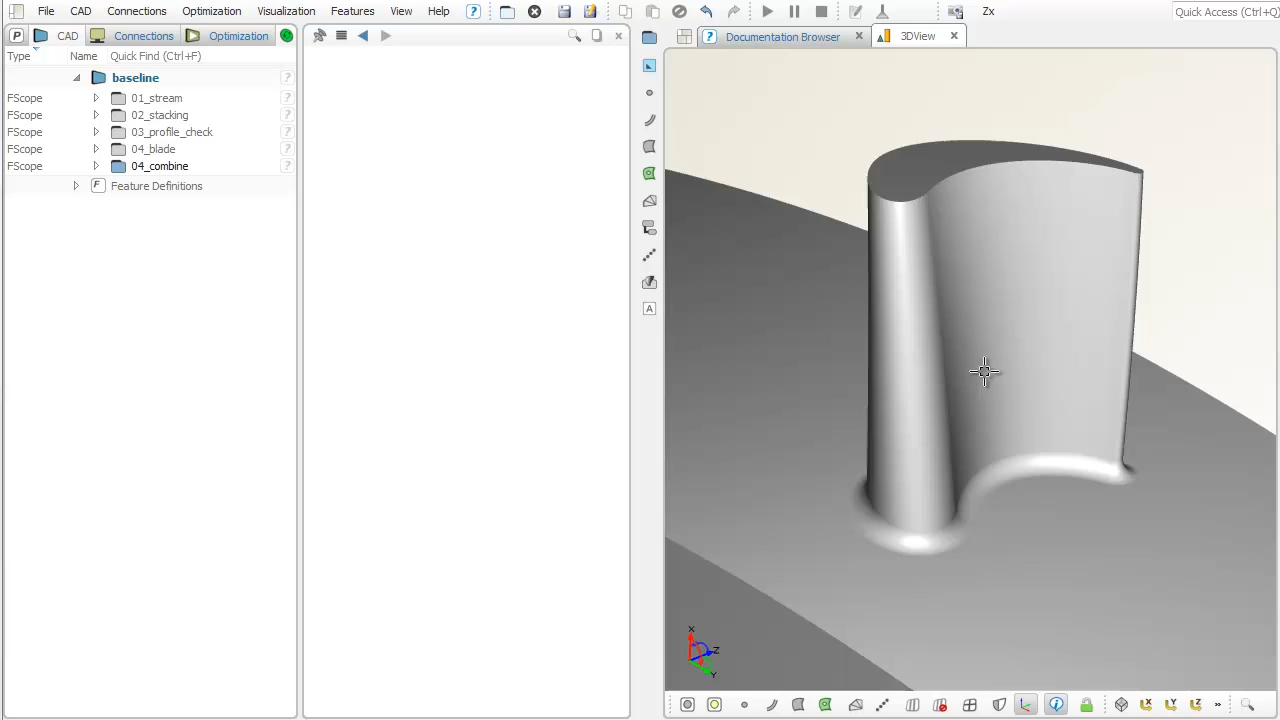 File CAD Connections Optimization Visualization Features View Help ? Zx Quick Access (Ctrl+Q)
P CAD Connections Optimization
? Documentation Browser 3DView
Type Name Quick Find (Ctrl+F)
baseline ?
FScope 01_stream ?
FScope 02_stacking ?
FScope 03_profile_check ?
FScope 04_blade ?
FScope 04_combine ?
F Feature Definitions ?
A
X
Z
Y
i X Y Z »